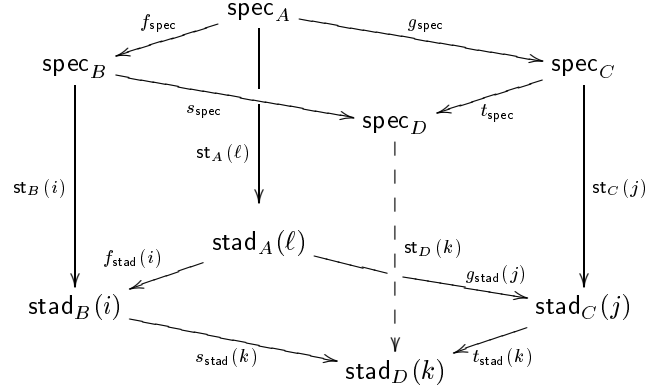 spec_A
f_spec g_spec
spec_B spec_C
s_spec t_spec
spec_D
st_A(ℓ)
st_B(i) st_C(j)
stad_A(ℓ) st_D(k)
f_stad(i) g_stad(j)
stad_B(i) stad_C(j)
s_stad(k) t_stad(k)
stad_D(k)